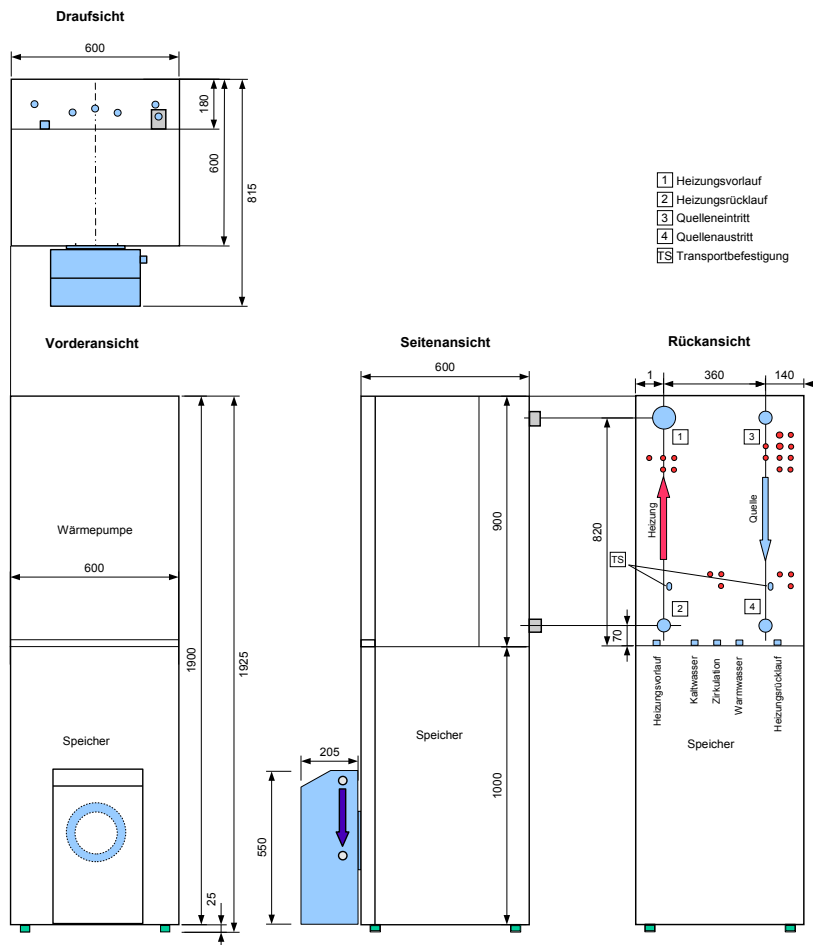 Draufsicht
600
180
600
815
1 Heizungsvorlauf
2 Heizungsrücklauf
3 Quelleneintritt
4 Quellenaustritt
TS Transportbefestigung
Vorderansicht
Wärmepumpe
600
1900
1925
Speicher
25
Seitenansicht
600
900
820
Speicher
205
550
1000
Rückansicht
1
360
140
1
3
Heizung
Quelle
TS
2
4
70
Heizungsvorlauf
Kaltwasser
Zirkulation
Warmwasser
Heizungsrücklauf
Speicher